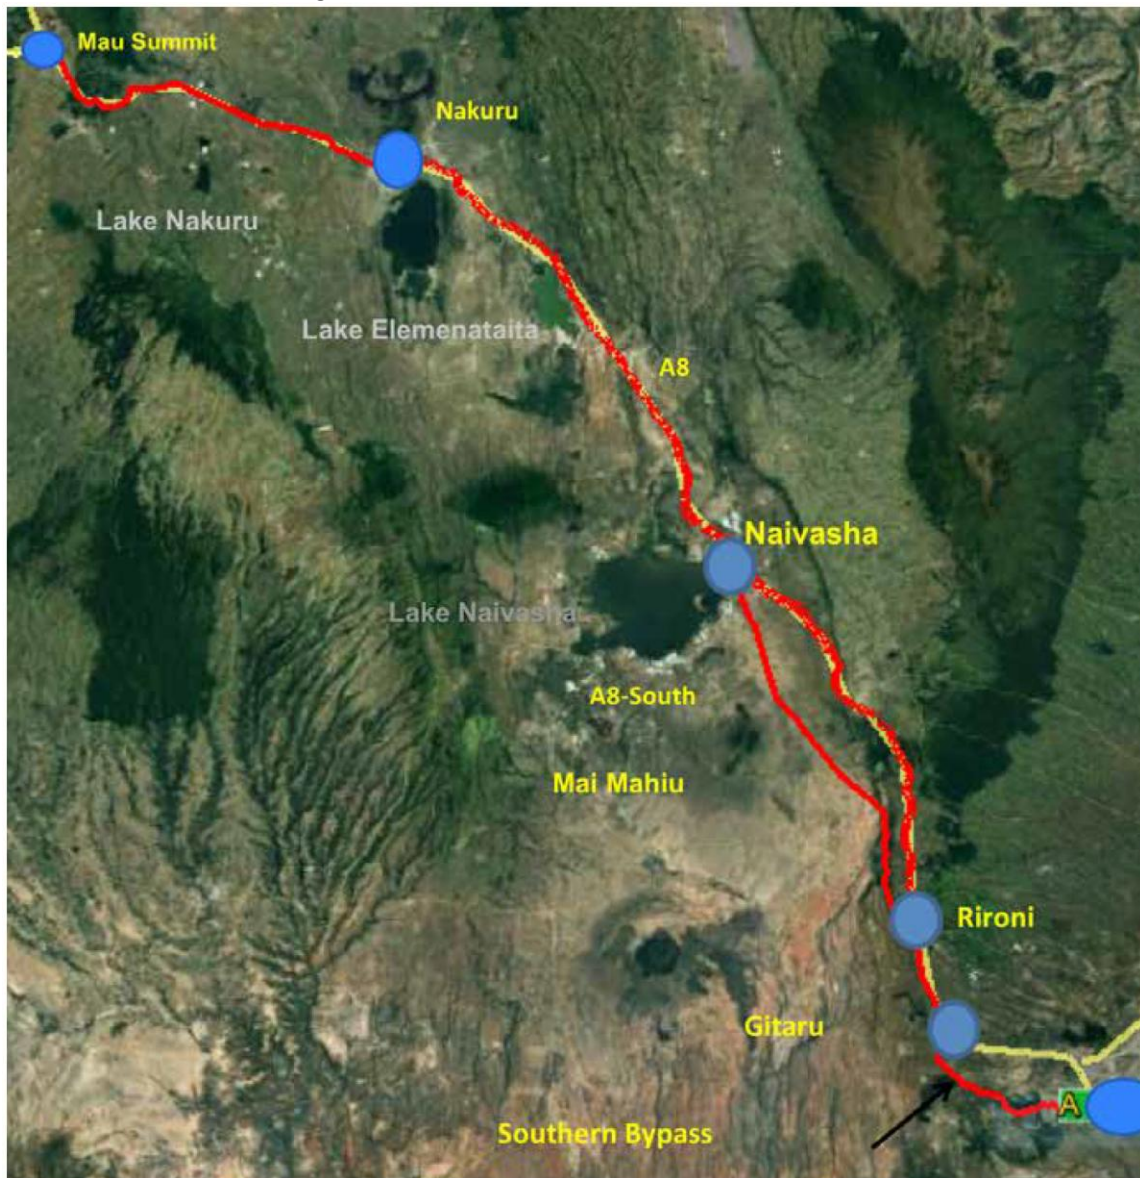 Mau Summit
Nakuru
Lake Nakuru
Lake Elemenataita
A8
Naivasha
Lake Naivasha
A8-South
Mai Mahiu
Rironi
Gitaru
A
Southern Bypass